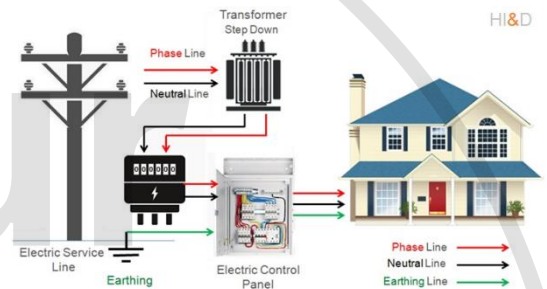 Transformer
Step Down
HI&D
Phase Line
Neutral Line
000000
Electric Service
Line
Earthing
Electric Control
Panel
Phase Line
Neutral Line
Earthing Line